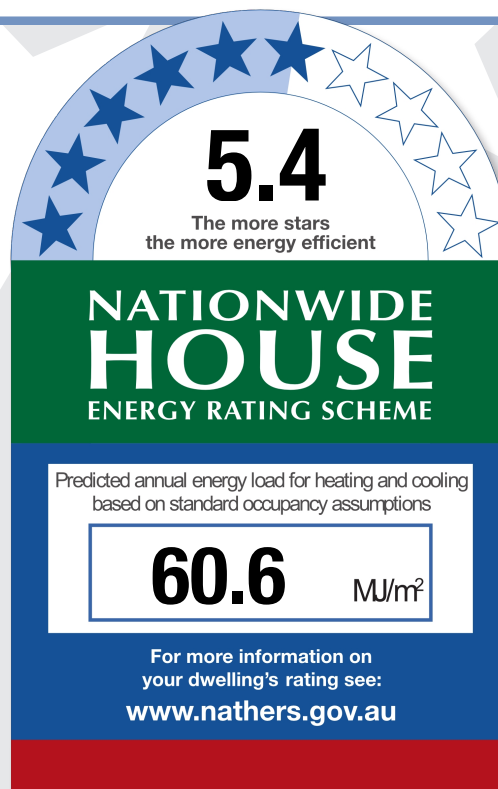 5.4
The more stars
the more energy efficient
NATIONWIDE
HOUSE
ENERGY RATING SCHEME
Predicted annual energy load for heating and cooling
based on standard occupancy assumptions
60.6 MJ/m²
For more information on
your dwelling's rating see:
www.nathers.gov.au